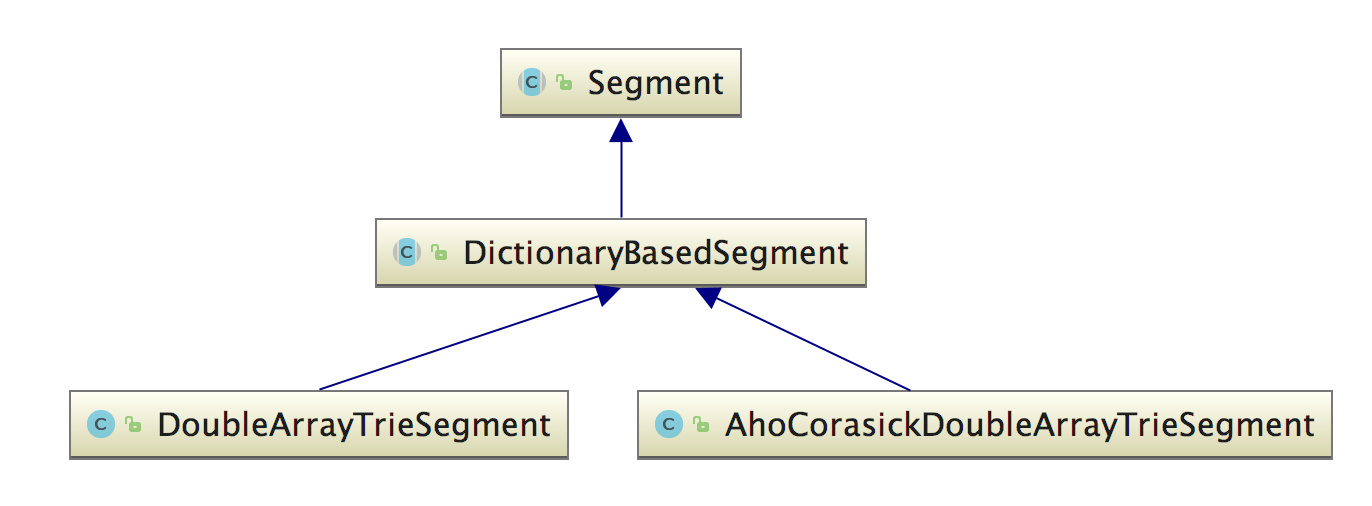 C Segment
C DictionaryBasedSegment
C DoubleArrayTrieSegment
C AhoCorasickDoubleArrayTrieSegment